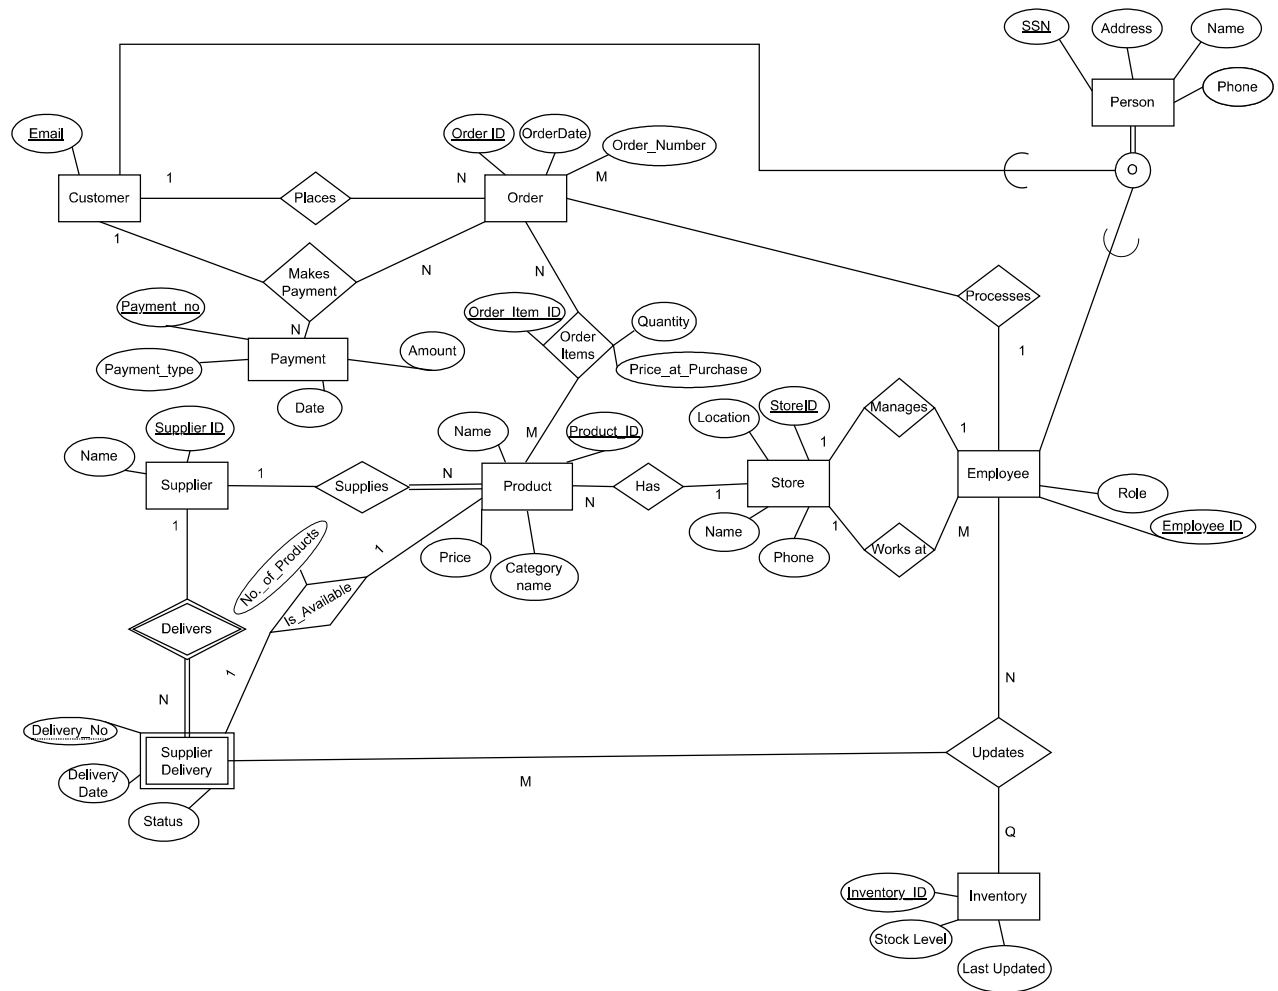 SSN
Address
Name
Phone
Person
O
Email
Order ID
OrderDate
Order_Number
Customer
1
Places
N
Order
M
1
Makes
Payment
N
N
Processes
1
Payment_no
N
Payment
Payment_type
Amount
Date
Order_Item_ID
Order
Items
Quantity
Price_at_Purchase
M
Supplier ID
Name
Supplier
1
Supplies
N
Name
Product_ID
Product
N
Has
1
Location
StoreID
Store
Name
Phone
1
Manages
1
1
Works at
M
Employee
Role
Employee ID
Price
Category
name
1
No._of_Products
Is_Available
1
1
Delivers
N
Delivery_No
Supplier
Delivery
Delivery
Date
Status
M
N
Updates
Q
Inventory_ID
Inventory
Stock Level
Last Updated